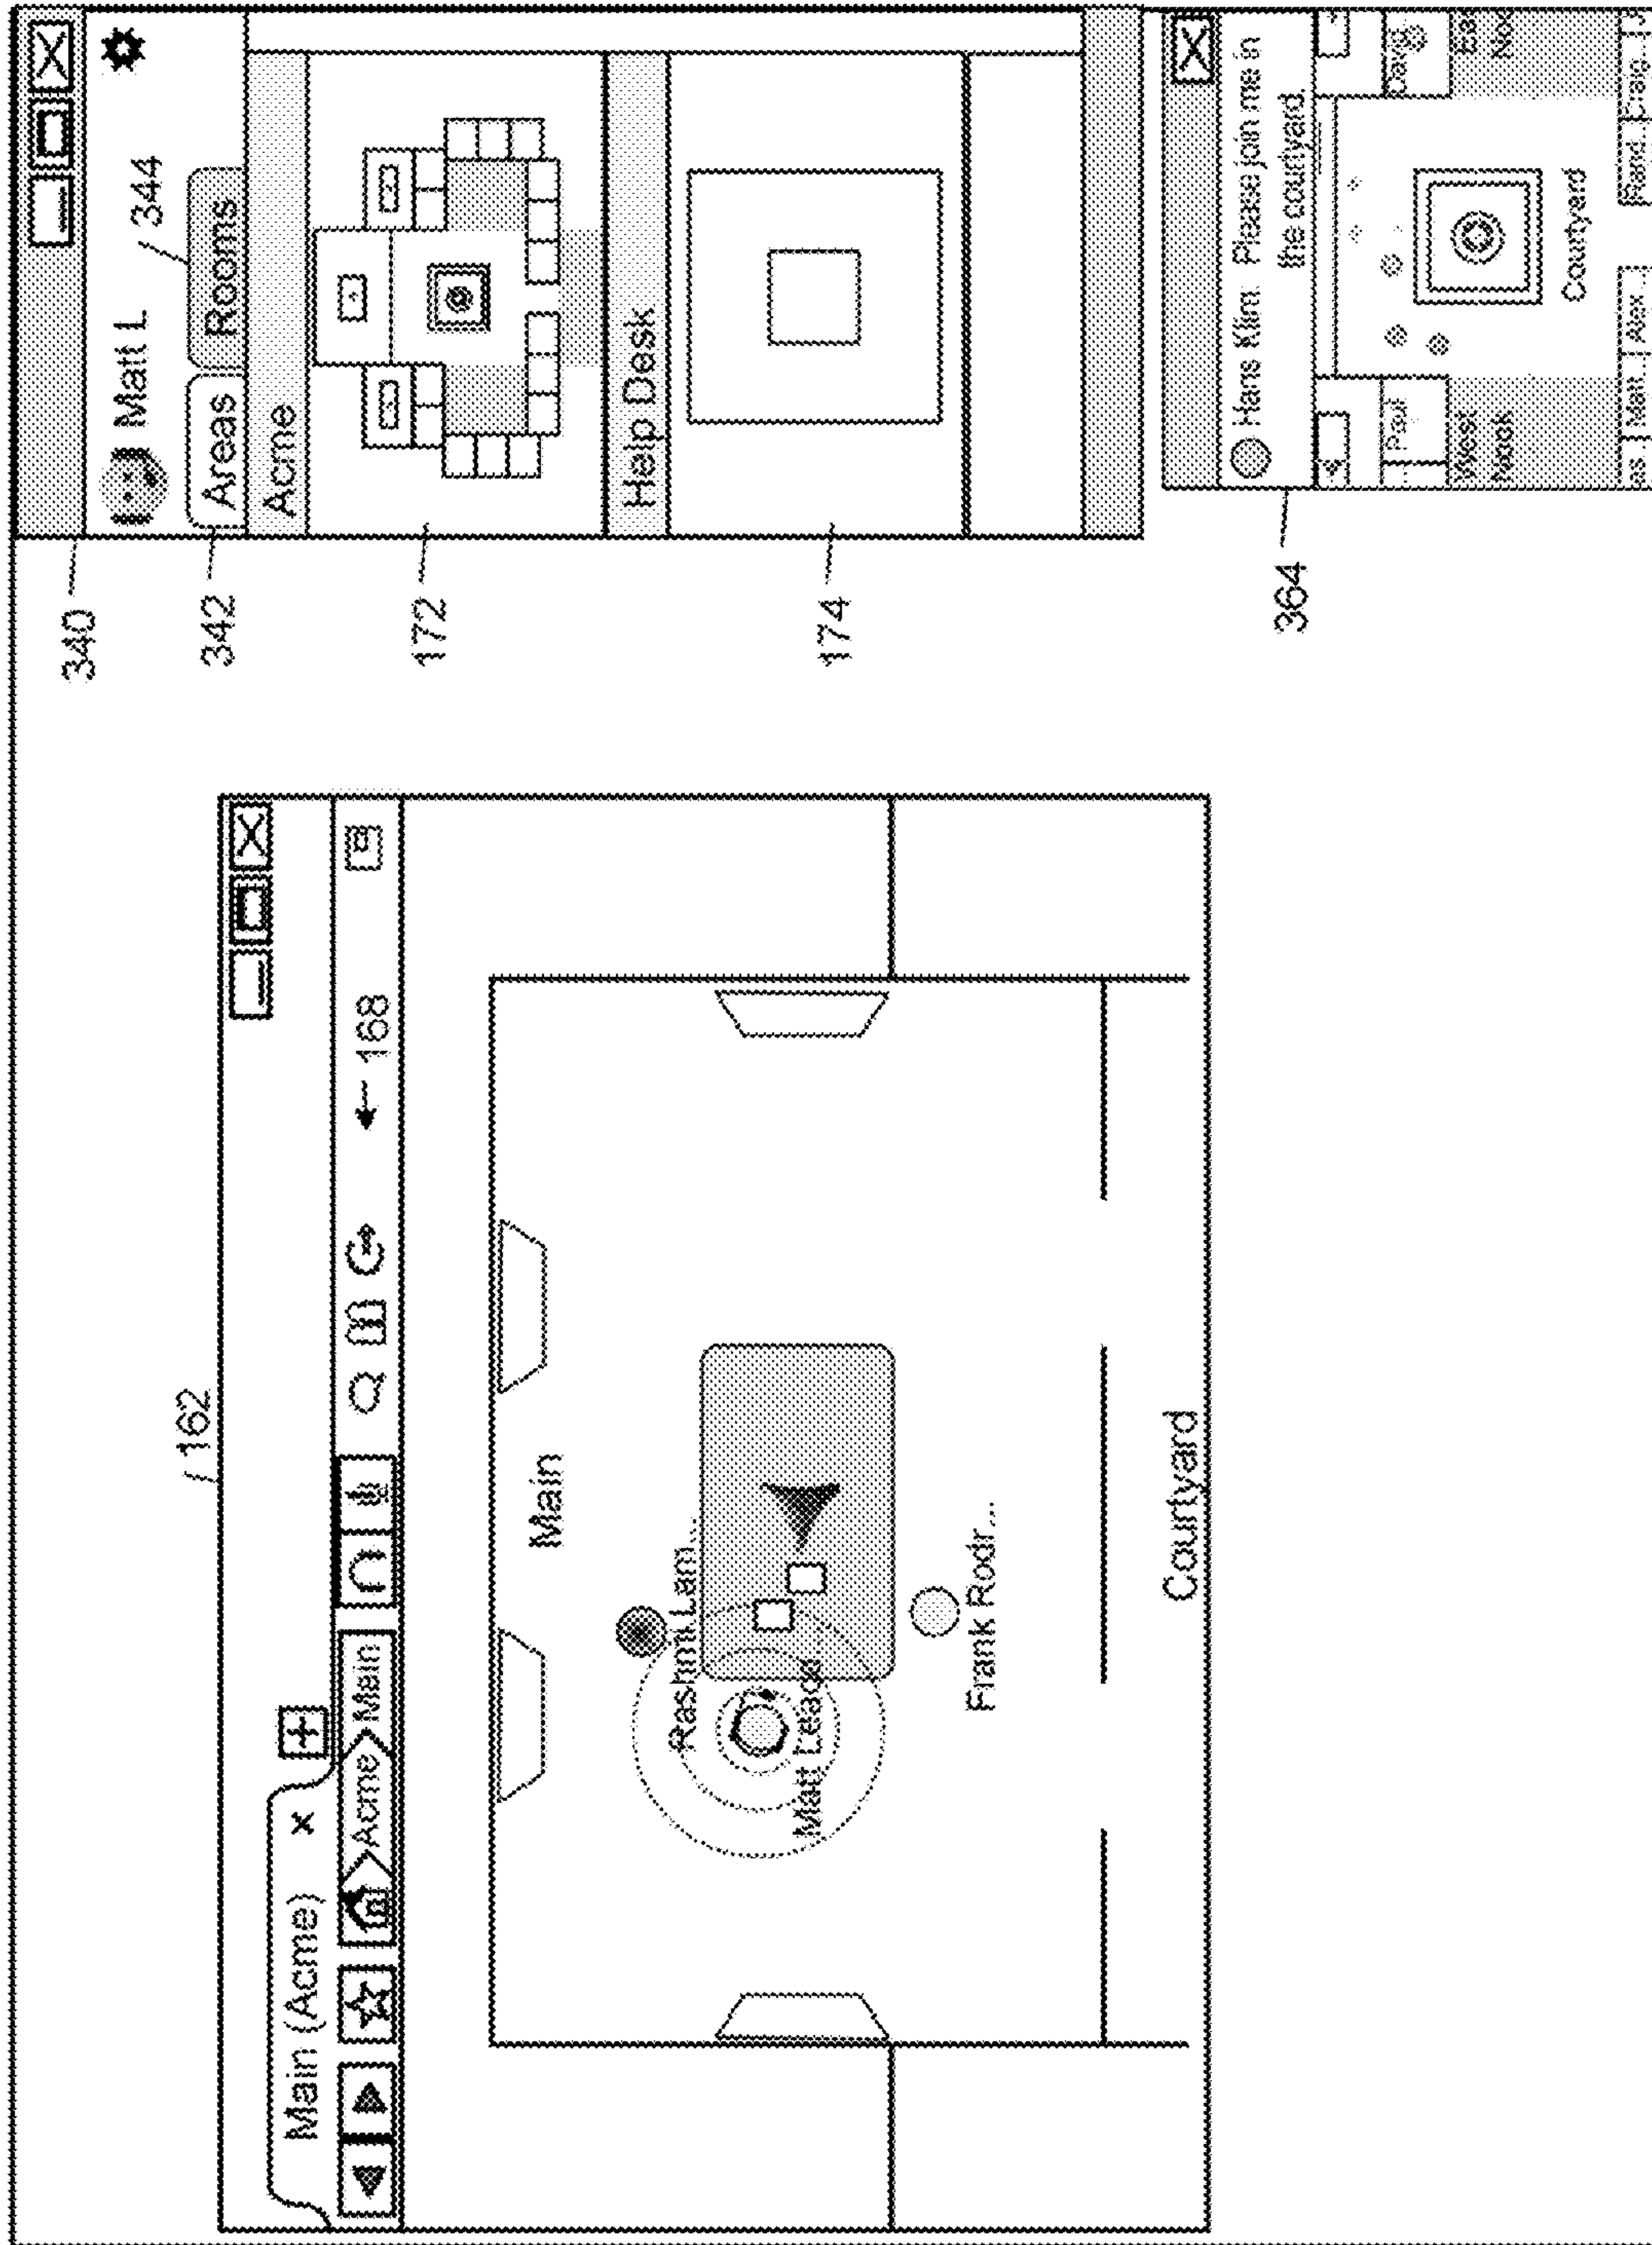 162
Main (Acme) x +
Acme Main
168
Main
Rashmi Lam...
Matt Leacr
Frank Rodr...
Courtyard
340
Matt L
344
342
Areas Rooms
Acme
172
Help Desk
174
364
Hans Klim: Please join me in
the courtyard.
Paul
David
West
Nook
Courtyard
Matt.. Alex.. Rand.. Craig..